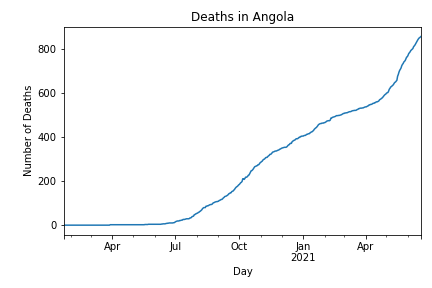 Deaths in Angola
Number of Deaths
800
600
400
200
0
Apr
Jul
Oct
Jan
2021
Apr
Day